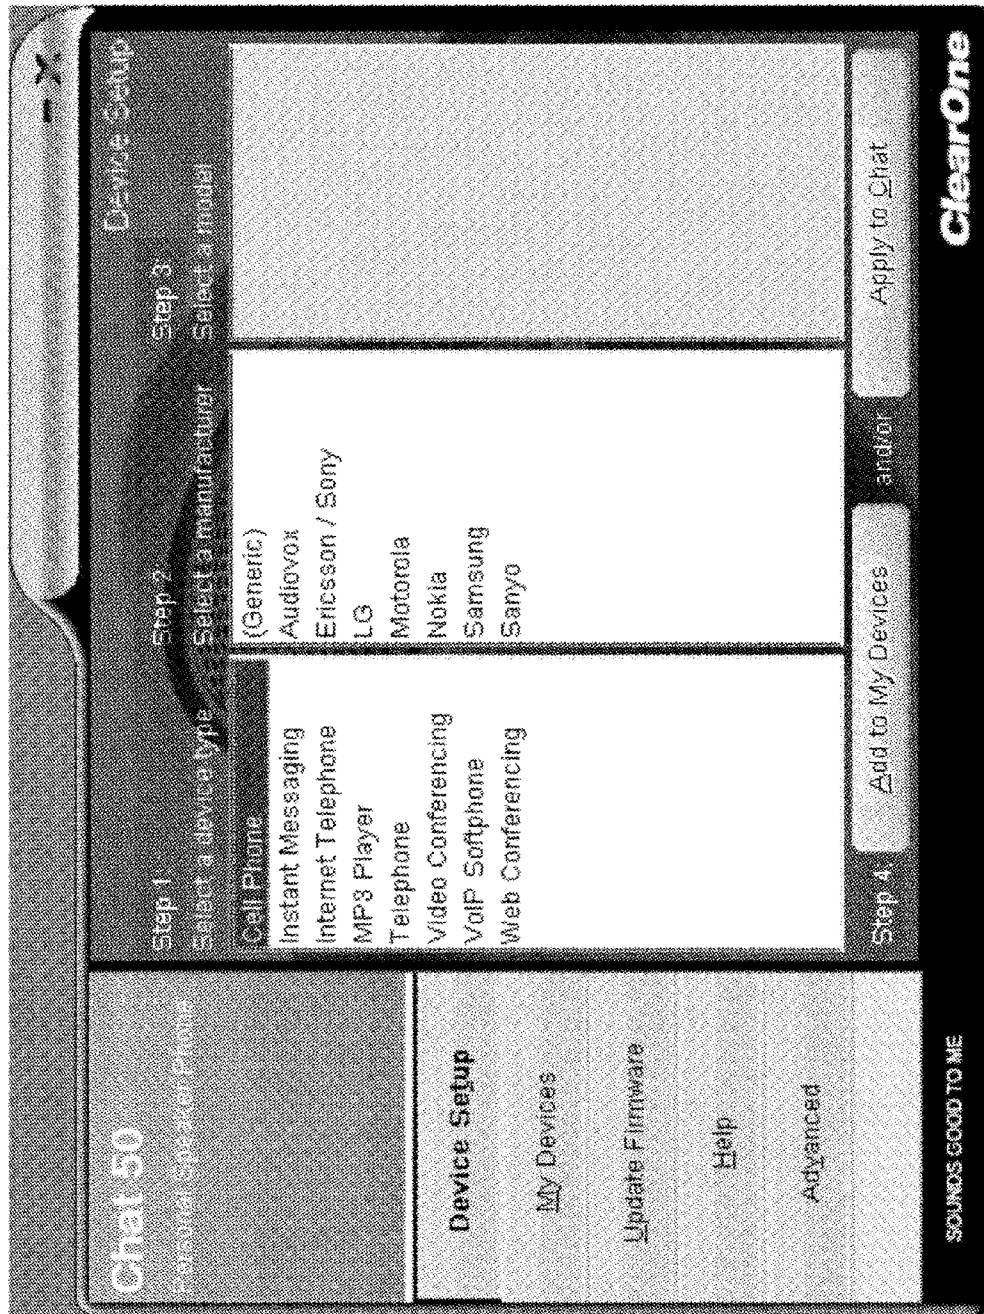 Chat 50
Personal Speaker Phone
Device Setup
My Devices
Update Firmware
Help
Advanced
SOUNDS GOOD TO ME
- X
Device Setup
Step 1
Select a device type
Cell Phone
Instant Messaging
Internet Telephone
MP3 Player
Telephone
Video Conferencing
VoIP Softphone
Web Conferencing
Step 2
Select a manufacturer
(Generic)
Audiovox
Ericsson / Sony
LG
Motorola
Nokia
Samsung
Sanyo
Step 3
Select a model
Step 4:
Add to My Devices
and/or
Apply to Chat
ClearOne